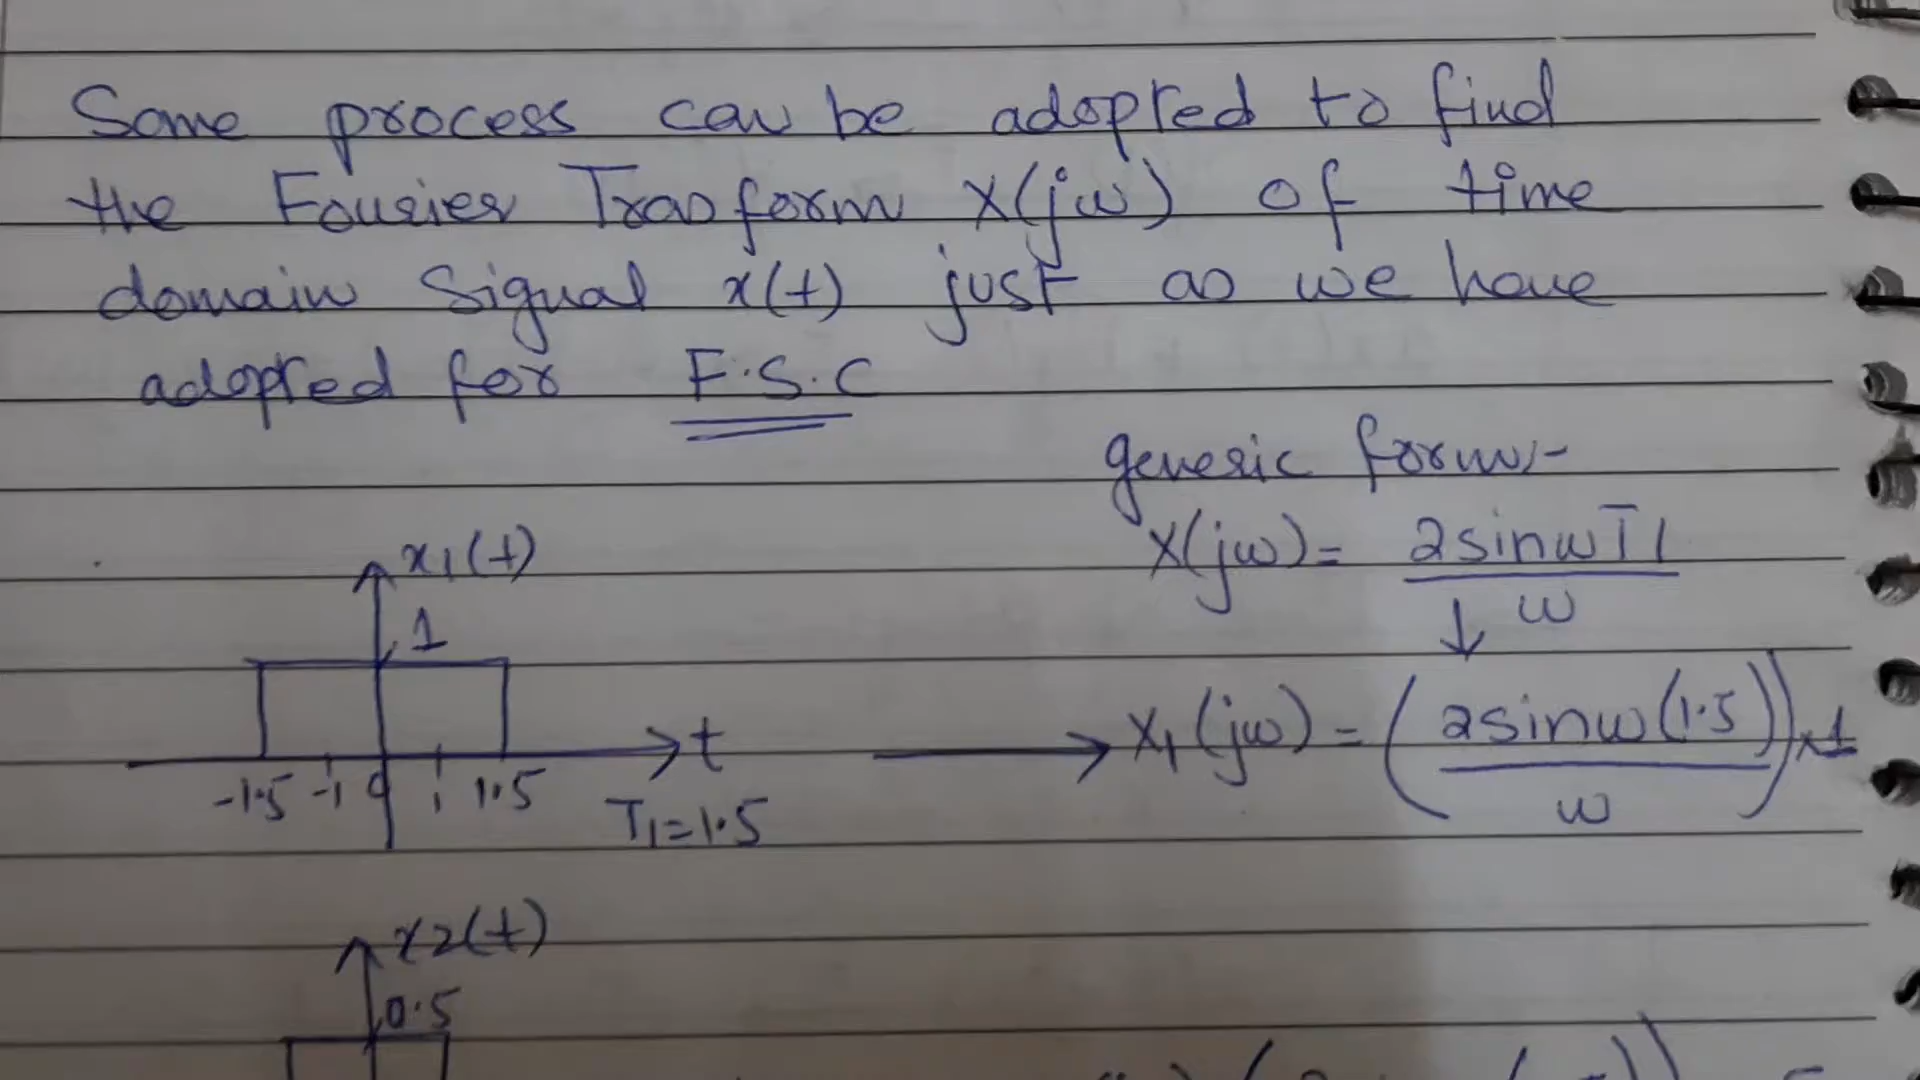 Same process can be adopted to find
the Fourier Trasform X(jω) of time
domain Signal x(t) just as we have
adopted for F.S.C
generic form:-
X(jω) = 2sinωT1
ω
↓
x1(t)
1
-1.5 -1 0 1 1.5
t
T1=1.5
→ X1(jω) = (2sinω(1.5)) x1
ω
x2(t)
0.5